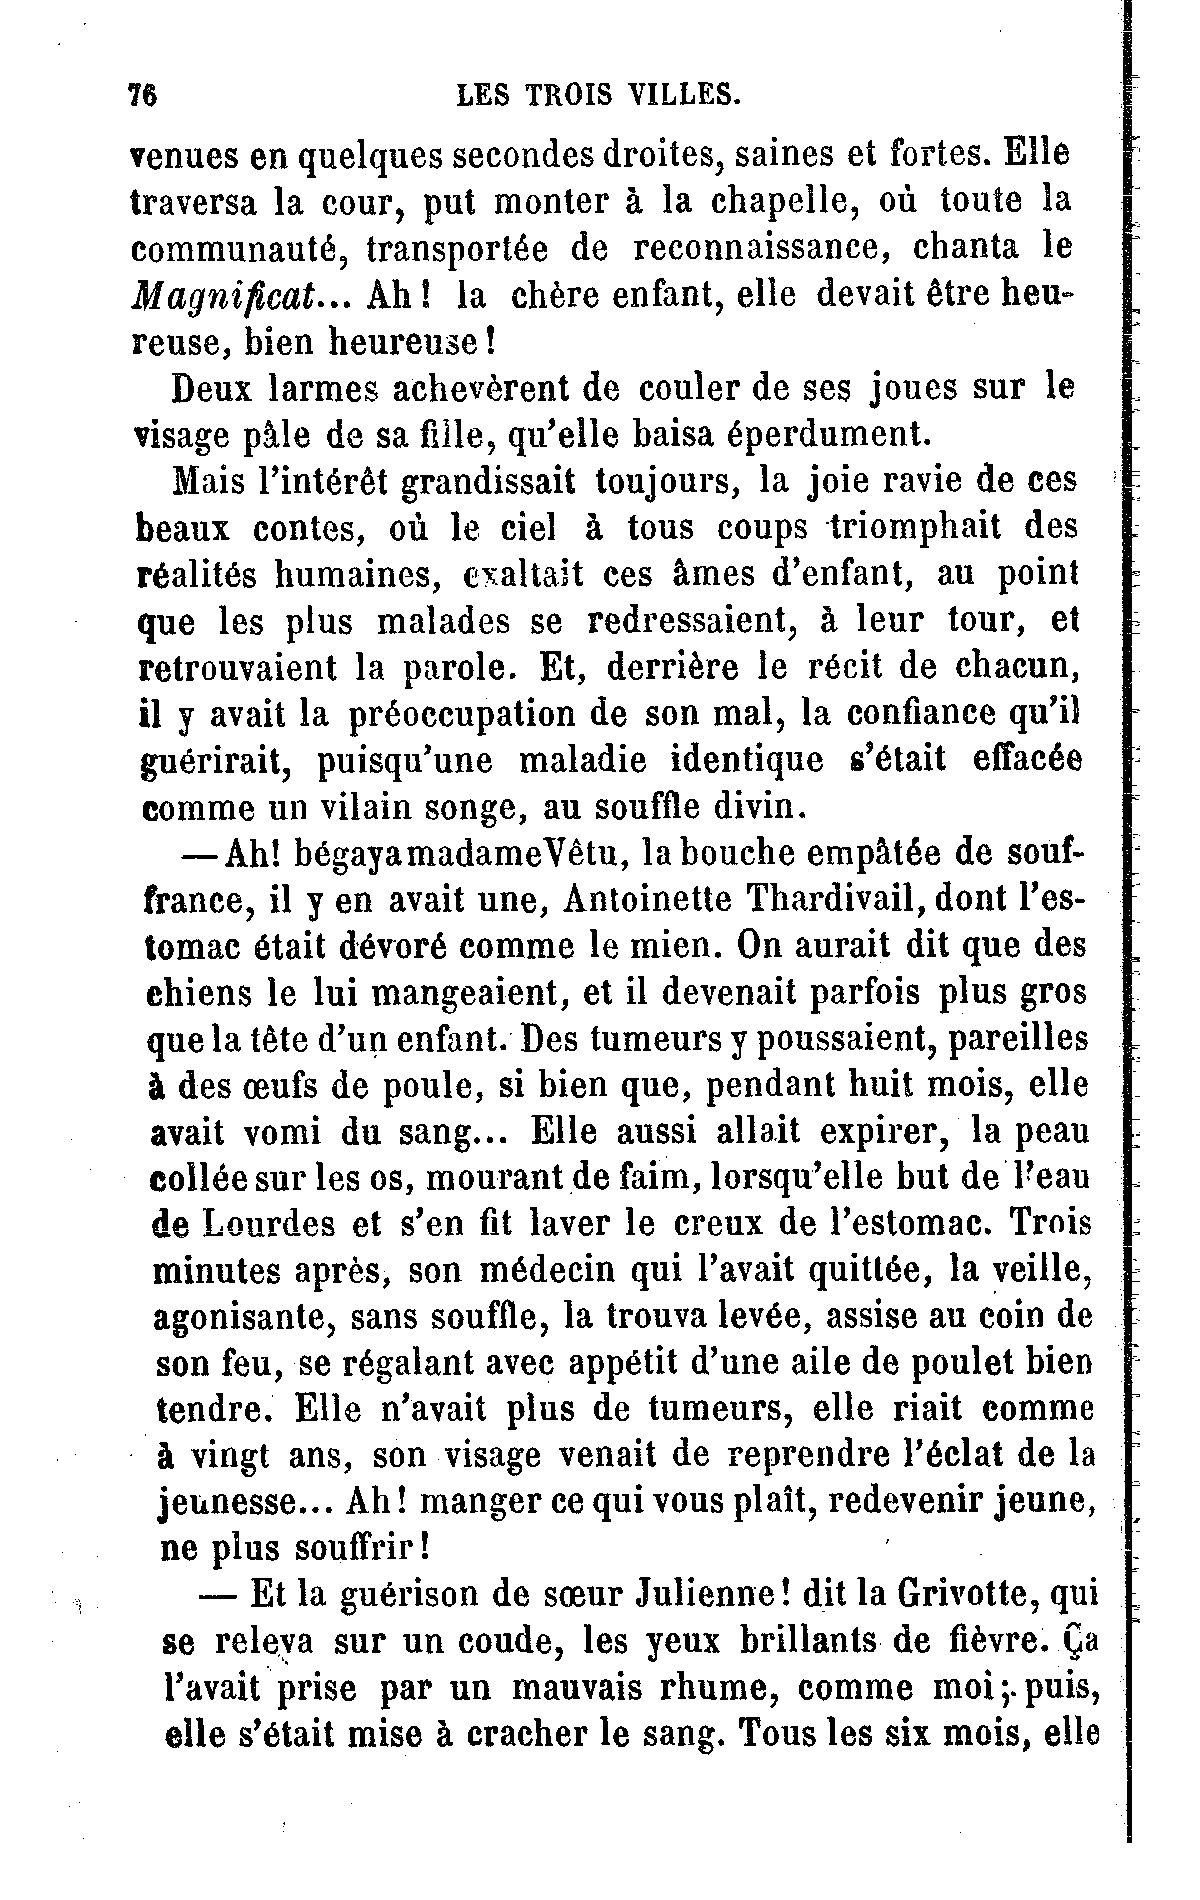 76 LES TROIS VILLES.
venues en quelques secondes droites, saines et fortes. Elle
traversa la cour, put monter à la chapelle, où toute la
communauté, transportée de reconnaissance, chanta le
Magnificat... Ah! la chère enfant, elle devait être heu-
reuse, bien heureuse!
Deux larmes achevèrent de couler de ses joues sur le
visage pâle de sa fille, qu'elle baisa éperdument.
Mais l'intérêt grandissait toujours, la joie ravie de ces
beaux contes, où le ciel à tous coups triomphait des
réalités humaines, exaltait ces âmes d'enfant, au point
que les plus malades se redressaient, à leur tour, et
retrouvaient la parole. Et, derrière le récit de chacun,
il y avait la préoccupation de son mal, la confiance qu'il
guérirait, puisqu'une maladie identique s'était effacée
comme un vilain songe, au souffle divin.
— Ah! bégaya madame Vêtu, la bouche empâtée de souf-
france, il y en avait une, Antoinette Thardivail, dont l'es-
tomac était dévoré comme le mien. On aurait dit que des
chiens le lui mangeaient, et il devenait parfois plus gros
que la tête d'un enfant. Des tumeurs y poussaient, pareilles
à des œufs de poule, si bien que, pendant huit mois, elle
avait vomi du sang... Elle aussi allait expirer, la peau
collée sur les os, mourant de faim, lorsqu'elle but de l'eau
de Lourdes et s'en fit laver le creux de l'estomac. Trois
minutes après, son médecin qui l'avait quittée, la veille,
agonisante, sans souffle, la trouva levée, assise au coin de
son feu, se régalant avec appétit d'une aile de poulet bien
tendre. Elle n'avait plus de tumeurs, elle riait comme
à vingt ans, son visage venait de reprendre l'éclat de la
jeunesse... Ah! manger ce qui vous plaît, redevenir jeune,
ne plus souffrir!
— Et la guérison de sœur Julienne! dit la Grivotte, qui
se releva sur un coude, les yeux brillants de fièvre. Ça
l'avait prise par un mauvais rhume, comme moi; puis,
elle s'était mise à cracher le sang. Tous les six mois, elle